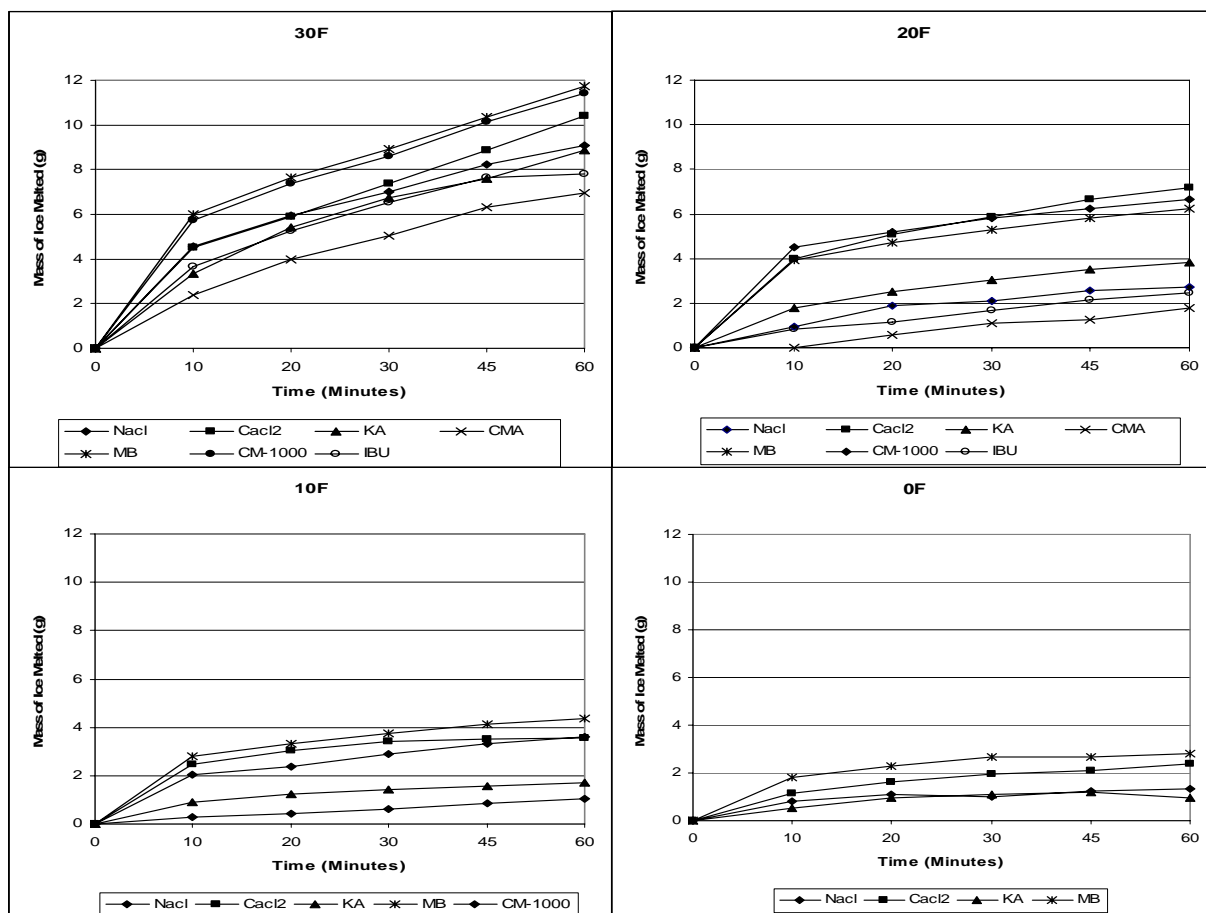 30F
12
10
8
6
4
2
0
Mass of Ice Melted (g)
0 10 20 30 45 60
Time (Minutes)
Nacl Cacl2 KA CMA
MB CM-1000 IBU
20F
12
10
8
6
4
2
0
Mass of Ice Melted (g)
0 10 20 30 45 60
Time (Minutes)
Nacl Cacl2 KA CMA
MB CM-1000 IBU
10F
12
10
8
6
4
2
0
Mass of Ice Melted (g)
0 10 20 30 45 60
Time (Minutes)
Nacl Cacl2 KA MB CM-1000
0F
12
10
8
6
4
2
0
Mass of Ice Melted (g)
0 10 20 30 45 60
Time (Minutes)
Nacl Cacl2 KA MB